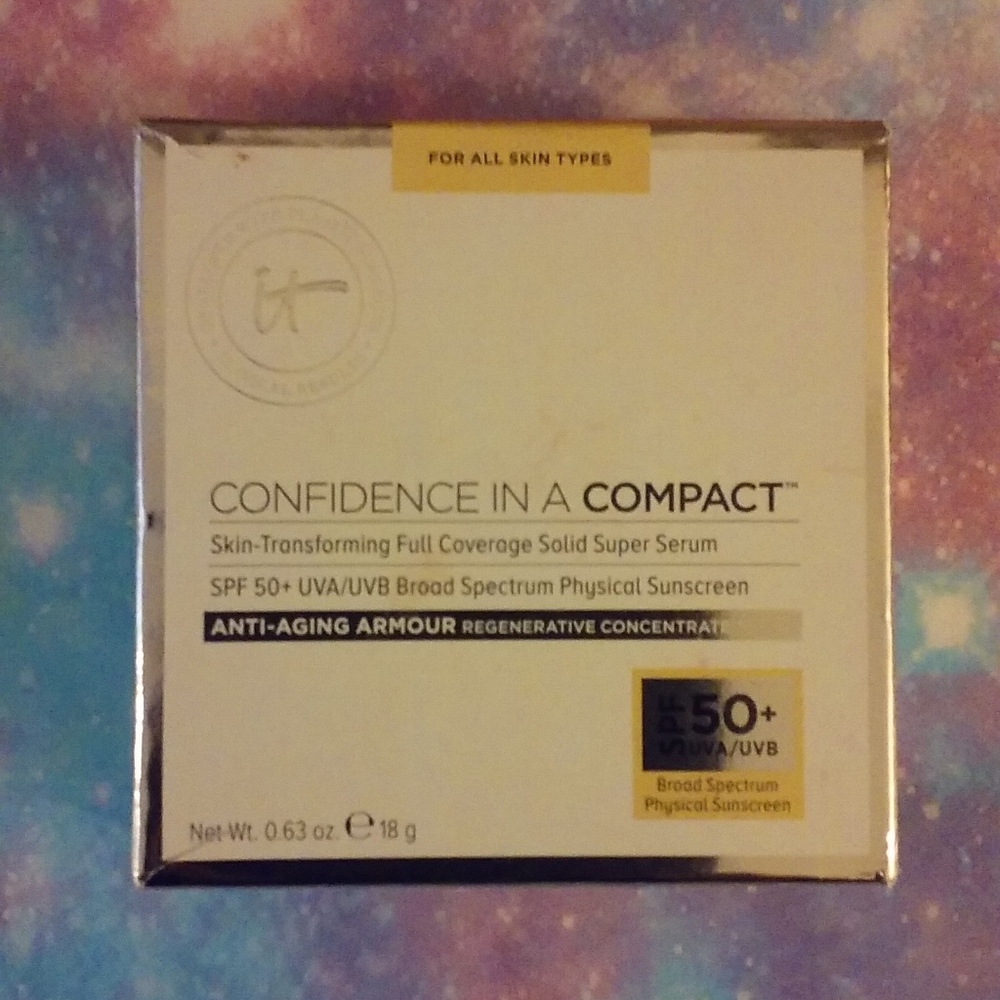 FOR ALL SKIN TYPES
it
CONFIDENCE IN A COMPACT™
Skin-Transforming Full Coverage Solid Super Serum
SPF 50+ UVA/UVB Broad Spectrum Physical Sunscreen
ANTI-AGING ARMOUR REGENERATIVE CONCENTRATE
SPF 50+
UVA/UVB
Broad Spectrum
Physical Sunscreen
Net Wt. 0.63 oz. ℮ 18 g